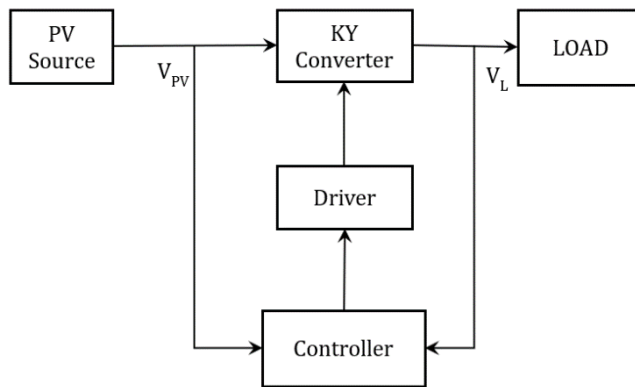 PV
Source
KY
Converter
LOAD
V_PV
V_L
Driver
Controller